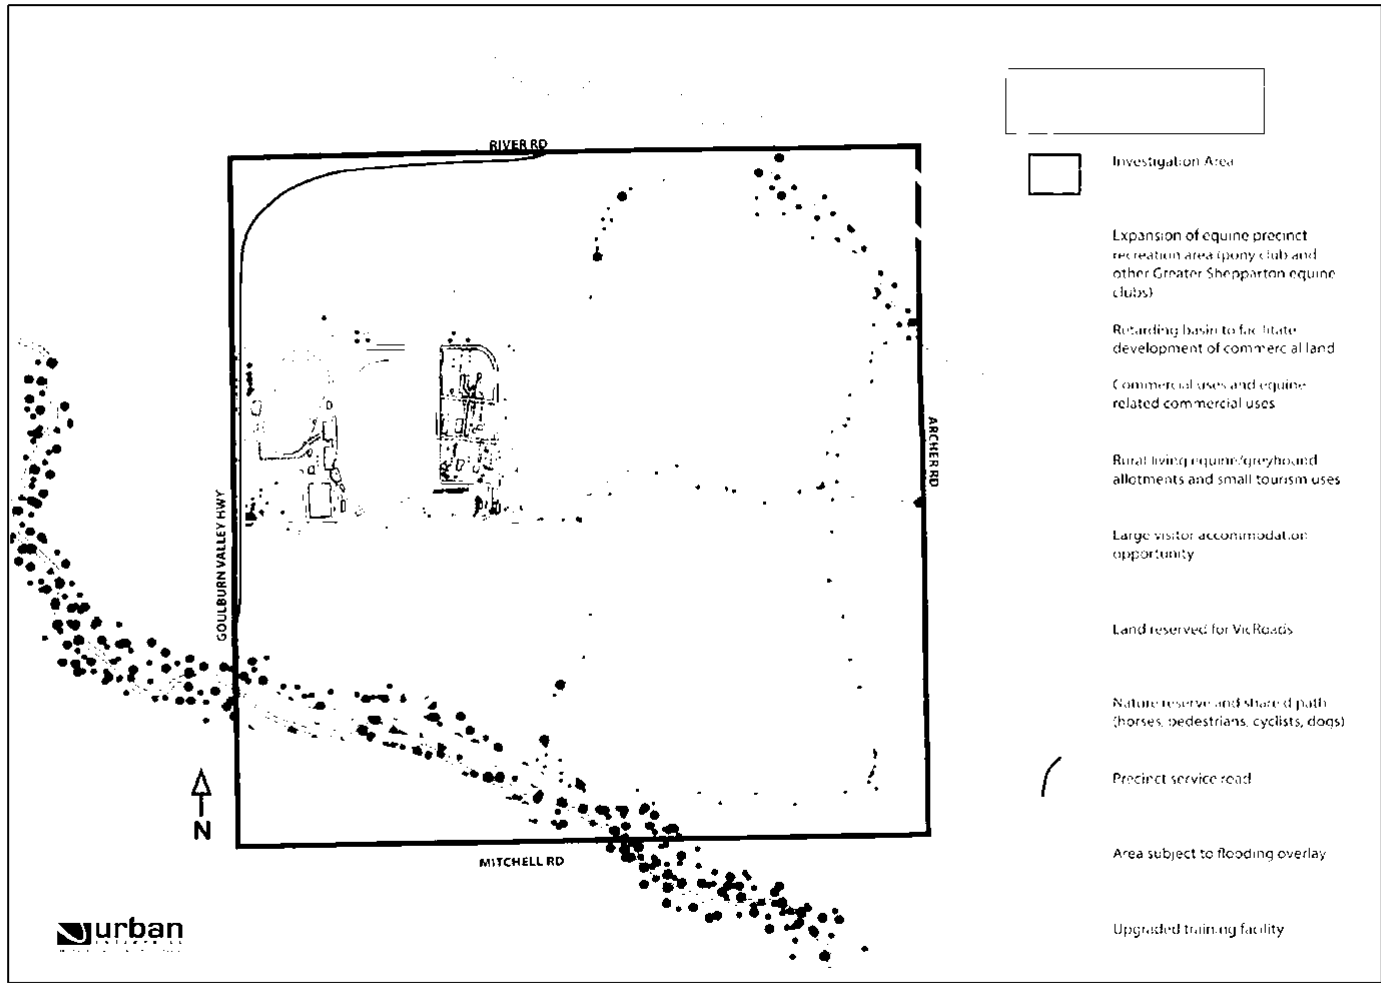 RIVER RD
Investigation Area
Expansion of equine precinct
recreation area (pony club and
other Greater Shepparton equine
clubs)
Retarding basin to facilitate
development of commercial land
Commercial uses and equine
related commercial uses
ARCHER RD
Rural living equine/greyhound
allotments and small tourism uses
GOULBURN VALLEY HWY
Large visitor accommodation
opportunity
Land reserved for VicRoads
Nature reserve and shared path
(horses, pedestrians, cyclists, dogs)
Precinct service road
N
MITCHELL RD
Area subject to flooding overlay
urban
Upgraded training facility